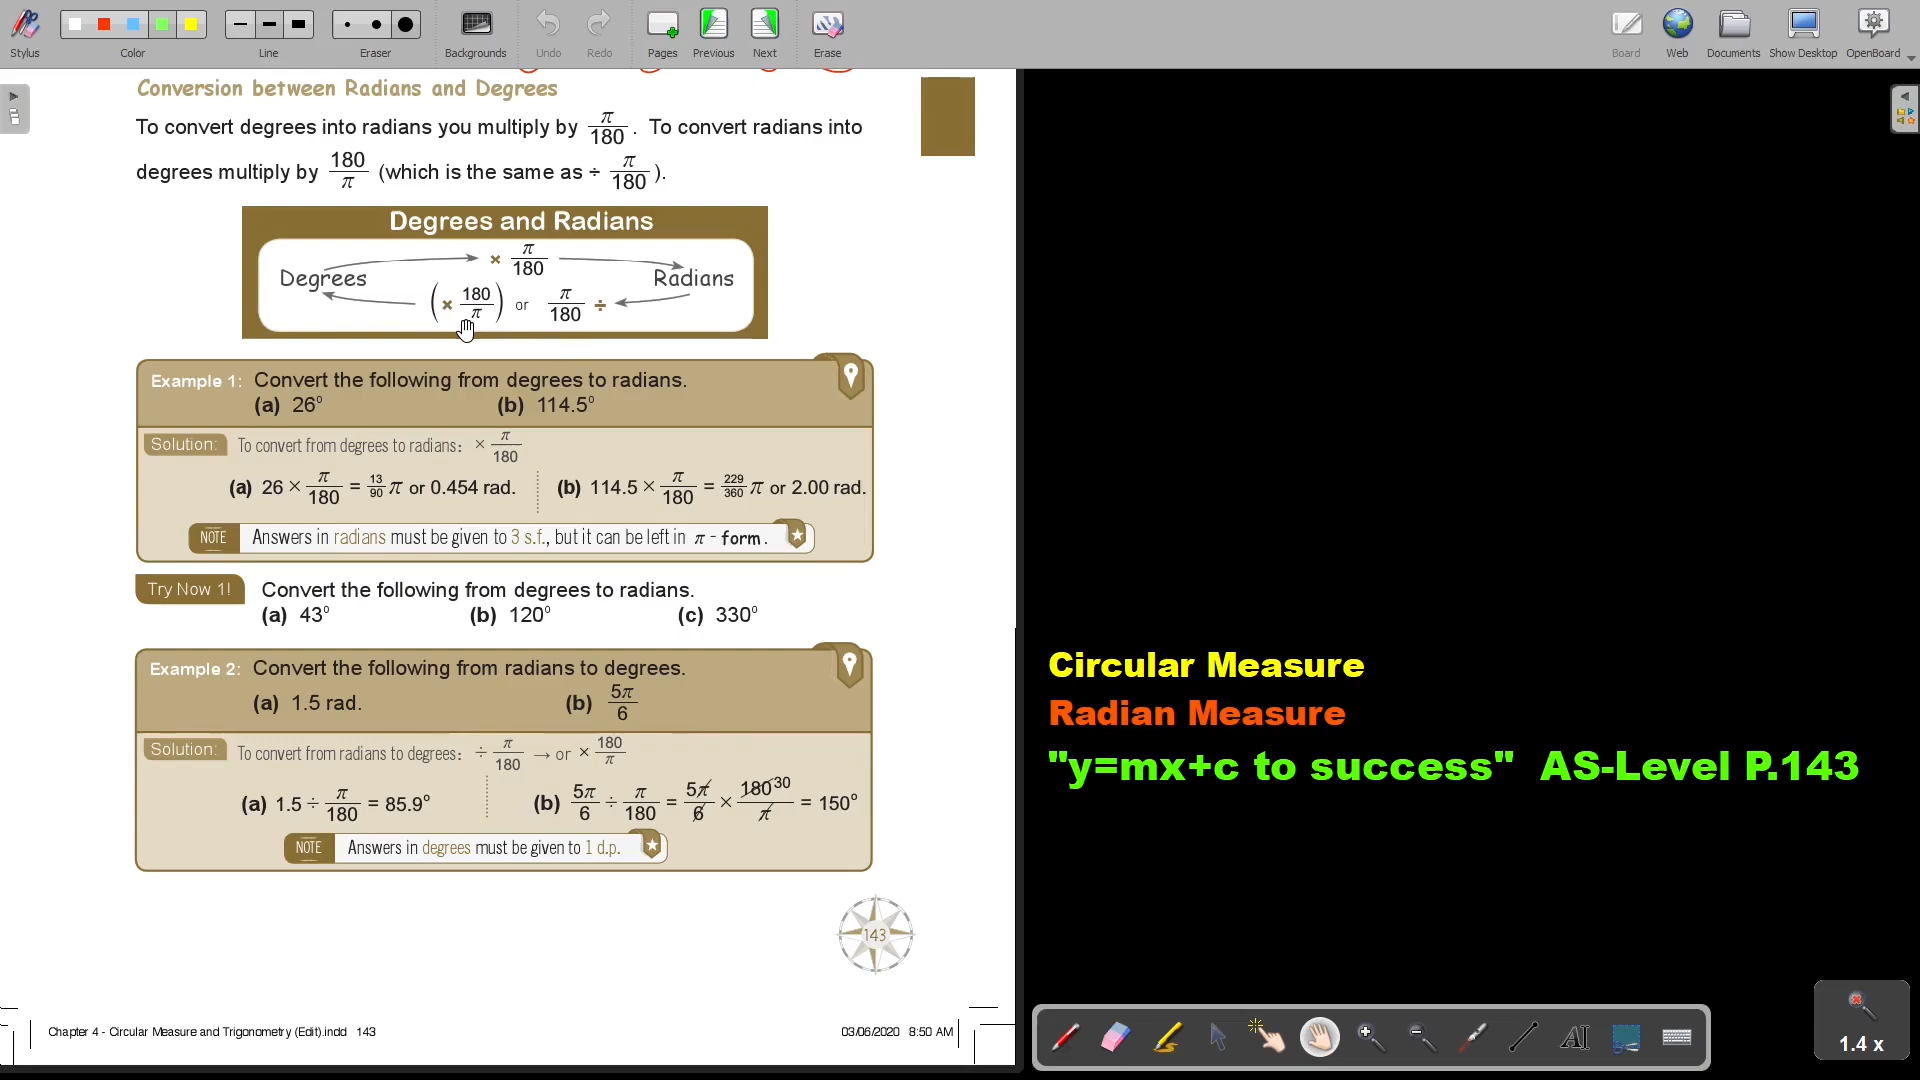 Stylus
Color
Line
Eraser
Backgrounds
Undo
Redo
Pages
Previous
Next
Erase
Board
Web
Documents
Show Desktop
OpenBoard
Conversion between Radians and Degrees
To convert degrees into radians you multiply by π/180. To convert radians into
degrees multiply by 180/π (which is the same as ÷ π/180).
Degrees and Radians
Degrees × π/180 Radians
(× 180/π) or π/180 ÷
Example 1: Convert the following from degrees to radians.
(a) 26° (b) 114.5°
Solution: To convert from degrees to radians: × π/180
(a) 26 × π/180 = 13/90 π or 0.454 rad. (b) 114.5 × π/180 = 229/360 π or 2.00 rad.
NOTE Answers in radians must be given to 3 s.f., but it can be left in π - form.
Try Now 1! Convert the following from degrees to radians.
(a) 43° (b) 120° (c) 330°
Example 2: Convert the following from radians to degrees.
(a) 1.5 rad. (b) 5π/6
Solution: To convert from radians to degrees: ÷ π/180 → or × 180/π
(a) 1.5 ÷ π/180 = 85.9° (b) 5π/6 ÷ π/180 = 5π/6 × 180 30/π = 150°
NOTE Answers in degrees must be given to 1 d.p.
143
Chapter 4 - Circular Measure and Trigonometry (Edit).indd 143
03/06/2020 8:50 AM
Circular Measure
Radian Measure
"y=mx+c to success" AS-Level P.143
AI
1.4 x